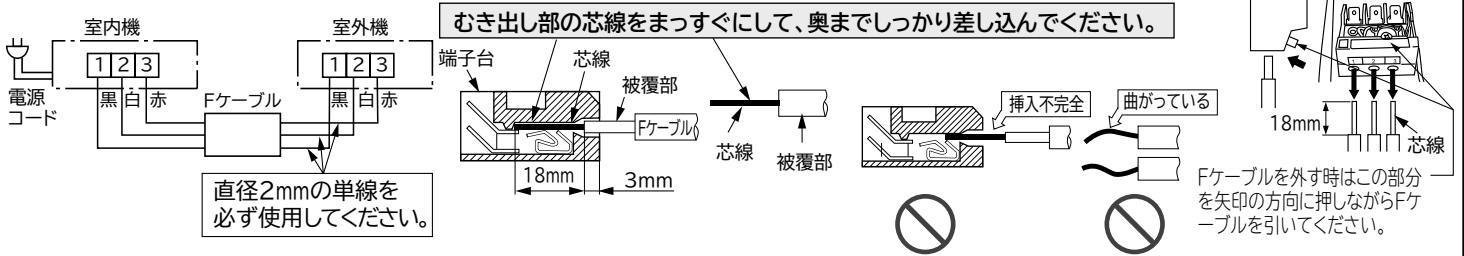 室内機
1 2 3
黒 白 赤
電源
コード
Fケーブル
室外機
1 2 3
黒 白 赤
直径2mmの単線を
必ず使用してください。
むき出し部の芯線をまっすぐにして、奥までしっかり差し込んでください。
端子台
芯線
被覆部
Fケーブル
18mm
3mm
芯線
被覆部
挿入不完全
曲がっている
1 2 3
18mm
芯線
Fケーブルを外す時はこの部分
を矢印の方向に押しながらFケ
ーブルを引いてください。